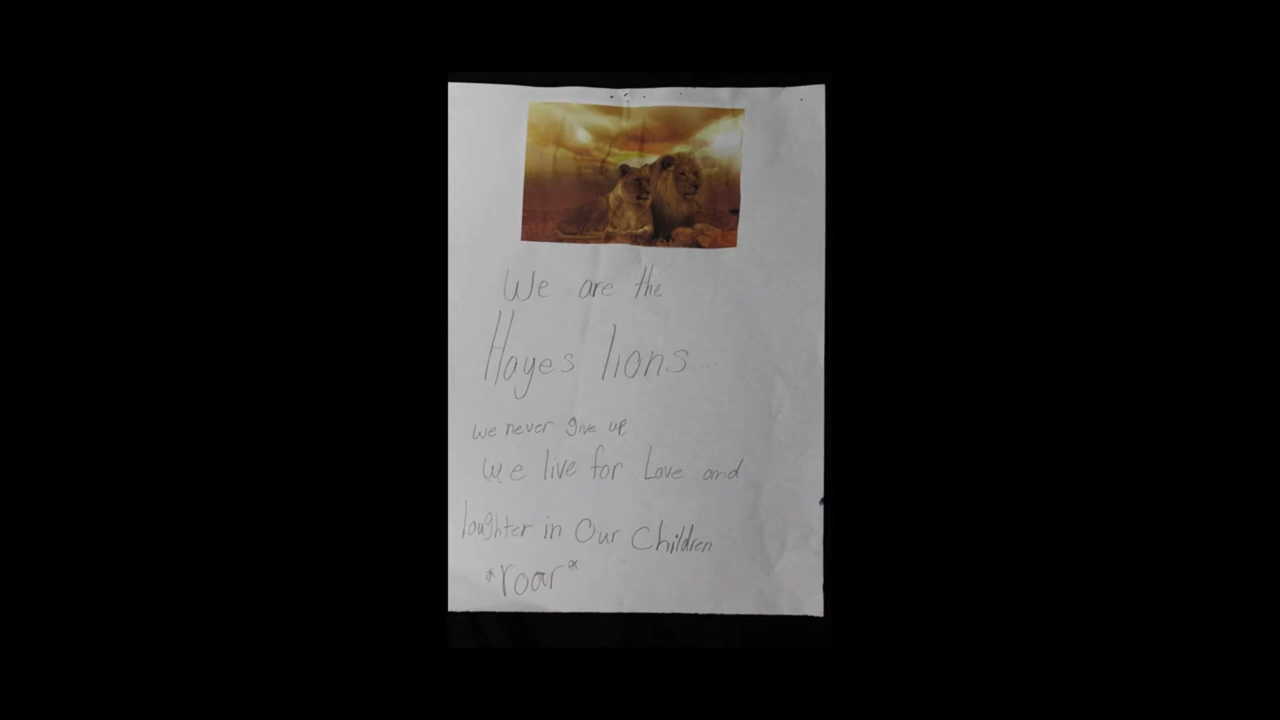 We are the
Hayes lions....
we never give up
We live for Love and
laughter in Our Children
*roar*